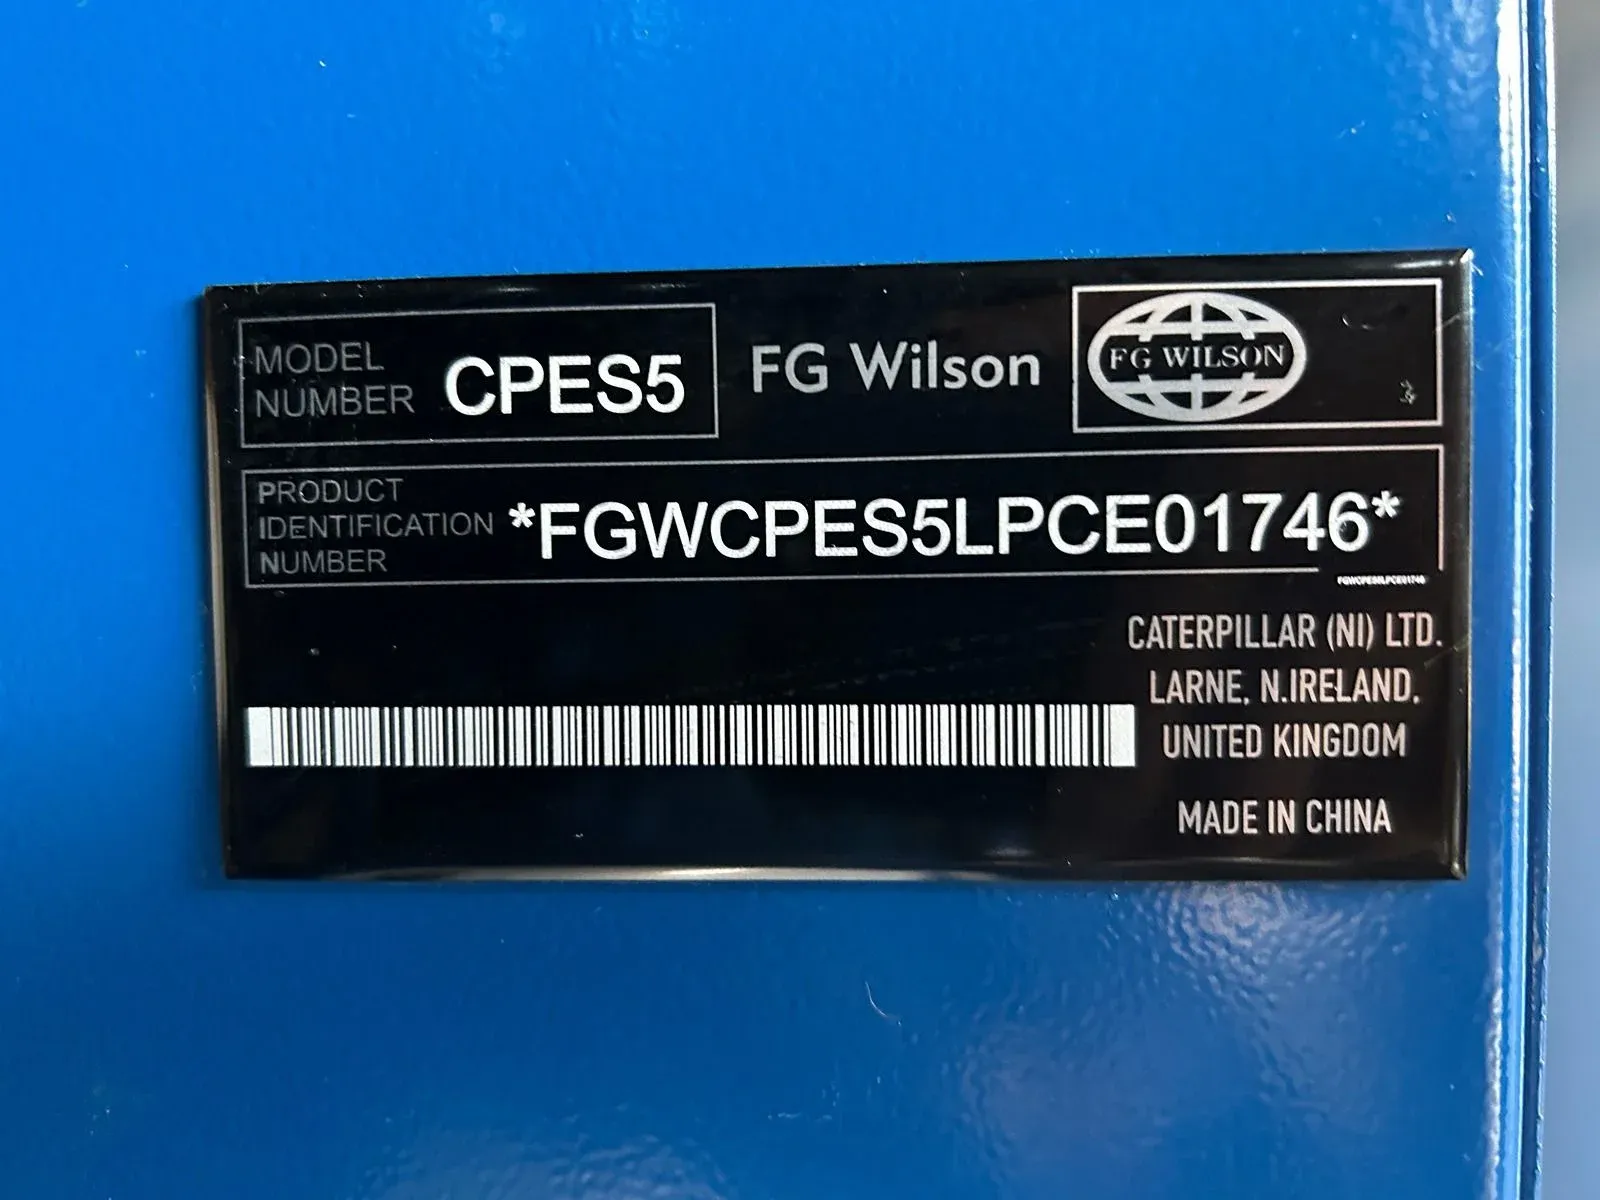 MODEL
NUMBER CPES5
FG Wilson
FG WILSON
PRODUCT
IDENTIFICATION
NUMBER
*FGWCPES5LPCE01746*
FGWCPES5LPCE01746
CATERPILLAR (NI) LTD.
LARNE, N.IRELAND,
UNITED KINGDOM
MADE IN CHINA